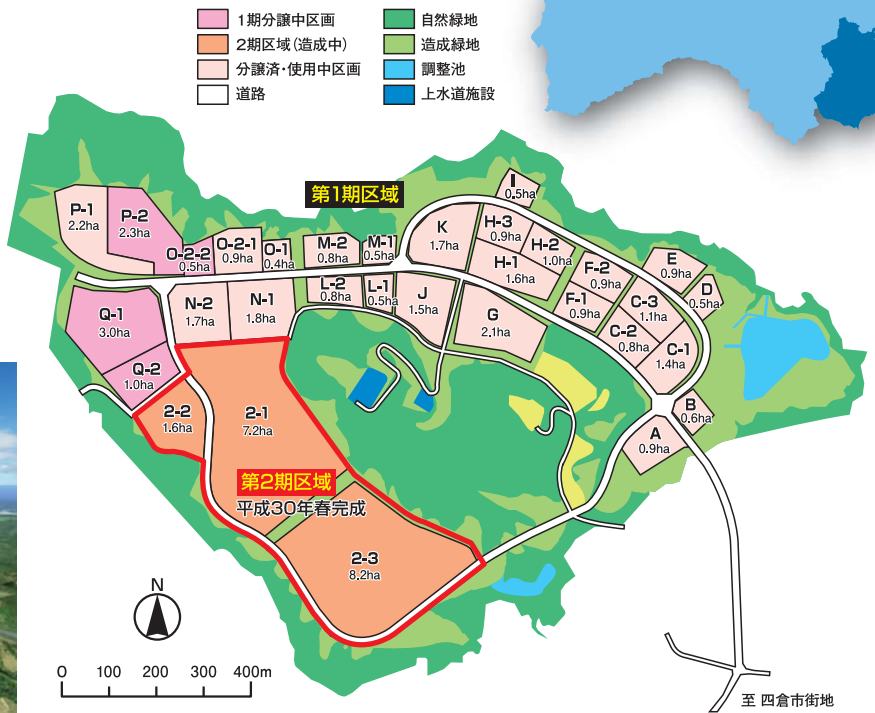 1期分譲中区画
2期区域(造成中)
分譲済・使用中区画
道路
自然緑地
造成緑地
調整池
上水道施設
第1期区域
P-1
2.2ha
P-2
2.3ha
O-2-2
0.5ha
O-2-1
0.9ha
O-1
0.4ha
M-2
0.8ha
M-1
0.5ha
K
1.7ha
I
0.5ha
H-3
0.9ha
H-2
1.0ha
H-1
1.6ha
F-2
0.9ha
F-1
0.9ha
E
0.9ha
D
0.5ha
C-3
1.1ha
C-2
0.8ha
C-1
1.4ha
B
0.6ha
A
0.9ha
G
2.1ha
J
1.5ha
L-1
0.5ha
L-2
0.8ha
N-1
1.8ha
N-2
1.7ha
Q-1
3.0ha
Q-2
1.0ha
2-2
1.6ha
2-1
7.2ha
第2期区域
平成30年春完成
2-3
8.2ha
N
0 100 200 300 400m
至 四倉市街地